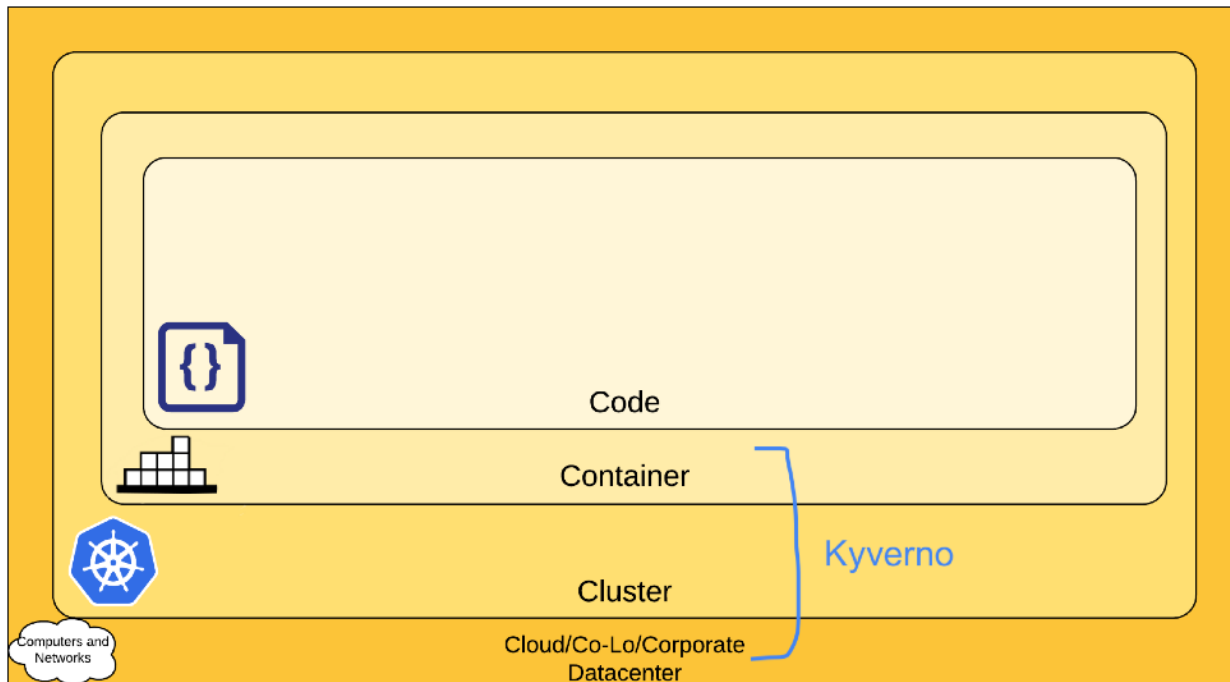 {}
Code
Container
Kyverno
Cluster
Computers and
Networks
Cloud/Co-Lo/Corporate
Datacenter